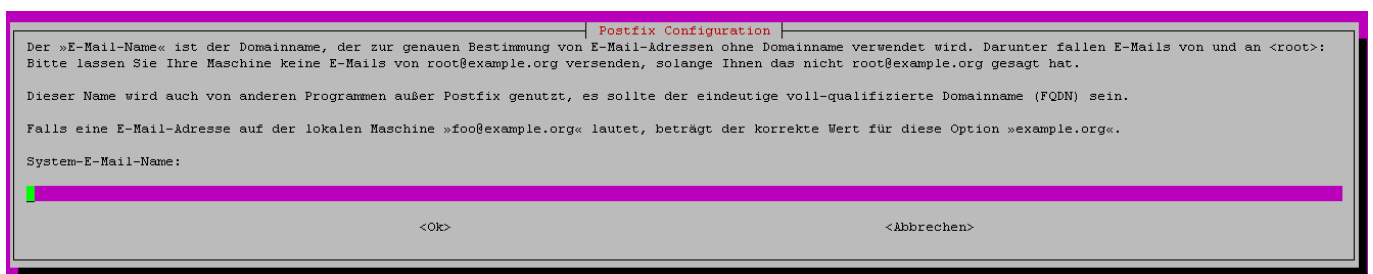 Postfix Configuration
Der »E-Mail-Name« ist der Domainname, der zur genauen Bestimmung von E-Mail-Adressen ohne Domainname verwendet wird. Darunter fallen E-Mails von und an <root>:
Bitte lassen Sie Ihre Maschine keine E-Mails von root@example.org versenden, solange Ihnen das nicht root@example.org gesagt hat.
Dieser Name wird auch von anderen Programmen außer Postfix genutzt, es sollte der eindeutige voll-qualifizierte Domainname (FQDN) sein.
Falls eine E-Mail-Adresse auf der lokalen Maschine »foo@example.org« lautet, beträgt der korrekte Wert für diese Option »example.org«.
System-E-Mail-Name:
<Ok> <Abbrechen>